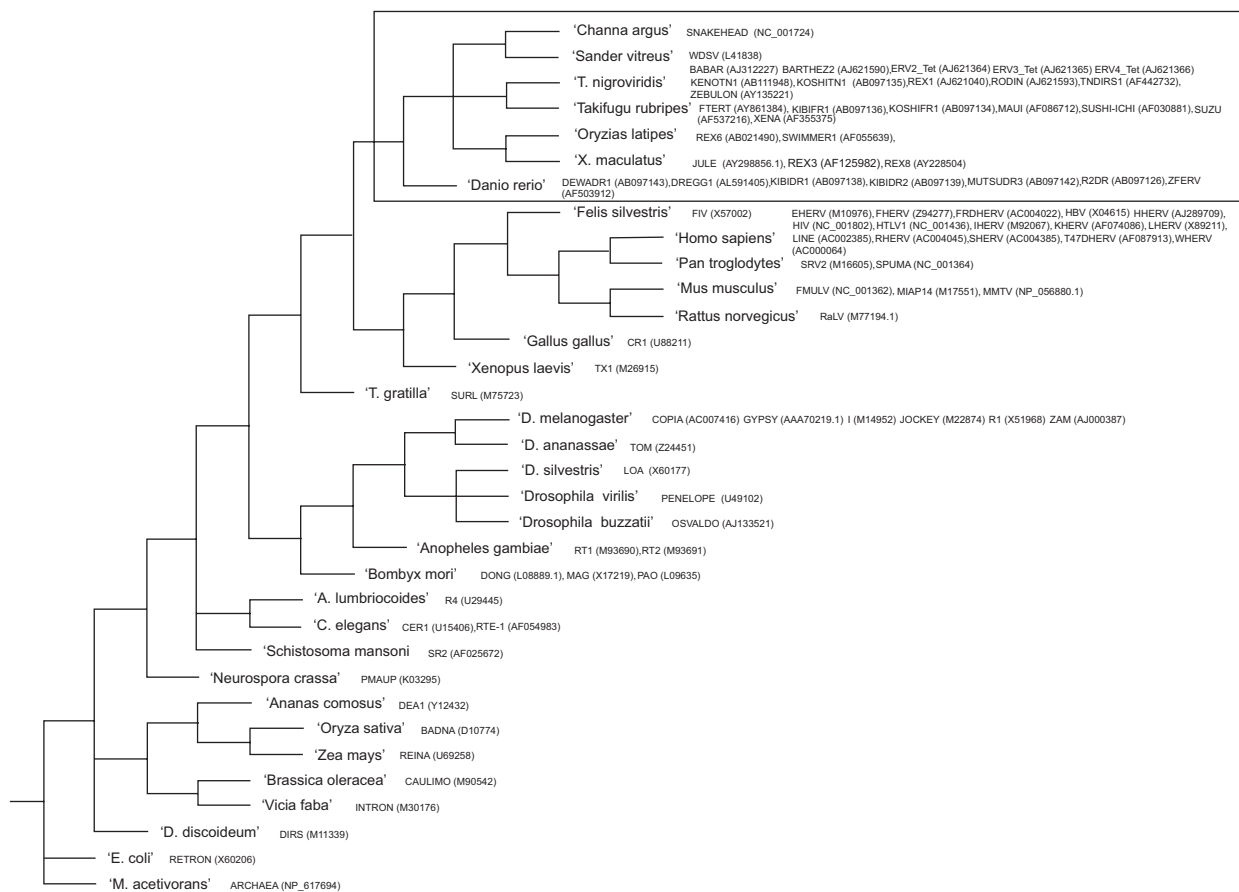 ‘Channa argus’ SNAKEHEAD (NC_001724)
‘Sander vitreus’ WDSV (L41838)
BABAR (AJ312227) BARTHEZ2 (AJ621590), ERV2_Tet (AJ621364) ERV3_Tet (AJ621365) ERV4_Tet (AJ621366)
‘T. nigroviridis’ KENOTN1 (AB111948), KOSHITN1 (AB097135), REX1 (AJ621040), RODIN (AJ621593), TNDIRS1 (AF442732),
ZEBULON (AY135221)
‘Takifugu rubripes’ FTERT (AY861384), KIBIFR1 (AB097136), KOSHIFR1 (AB097134), MAUI (AF086712), SUSHI-ICHI (AF030881), SUZU
(AF537216), XENA (AF355375)
‘Oryzias latipes’ REX6 (AB021490), SWIMMER1 (AF055639),
‘X. maculatus’ JULE (AY298856.1), REX3 (AF125982), REX8 (AY228504)
‘Danio rerio’ DEWADR1 (AB097143), DREGG1 (AL591405), KIBIDR1 (AB097138), KIBIDR2 (AB097139), MUTSUDR3 (AB097142), R2DR (AB097126), ZFERV
(AF503912)
‘Felis silvestris’ FIV (X57002)
EHERV (M10976), FHERV (Z94277), FRDHERV (AC004022), HBV (X04615) HHERV (AJ289709),
HIV (NC_001802), HTLV1 (NC_001436), IHERV (M92067), KHERV (AF074086), LHERV (X89211),
‘Homo sapiens’ LINE (AC002385), RHERV (AC004045), SHERV (AC004385), T47DHERV (AF087913), WHERV
(AC000064)
‘Pan troglodytes’ SRV2 (M16605), SPUMA (NC_001364)
‘Mus musculus’ FMULV (NC_001362), MIAP14 (M17551), MMTV (NP_056880.1)
‘Rattus norvegicus’ RaLV (M77194.1)
‘Gallus gallus’ CR1 (U88211)
‘Xenopus laevis’ TX1 (M26915)
‘T. gratilla’ SURL (M75723)
‘D. melanogaster’ COPIA (AC007416) GYPSY (AAA70219.1) I (M14952) JOCKEY (M22874) R1 (X51968) ZAM (AJ000387)
‘D. ananassae’ TOM (Z24451)
‘D. silvestris’ LOA (X60177)
‘Drosophila virilis’ PENELOPE (U49102)
‘Drosophila buzzatii’ OSVALDO (AJ133521)
‘Anopheles gambiae’ RT1 (M93690), RT2 (M93691)
‘Bombyx mori’ DONG (L08889.1), MAG (X17219), PAO (L09635)
‘A. lumbriocoides’ R4 (U29445)
‘C. elegans’ CER1 (U15406), RTE-1 (AF054983)
‘Schistosoma mansoni SR2 (AF025672)
‘Neurospora crassa’ PMAUP (K03295)
‘Ananas comosus’ DEA1 (Y12432)
‘Oryza sativa’ BADNA (D10774)
‘Zea mays’ REINA (U69258)
‘Brassica oleracea’ CAULIMO (M90542)
‘Vicia faba’ INTRON (M30176)
‘D. discoideum’ DIRS (M11339)
‘E. coli’ RETRON (X60206)
‘M. acetivorans’ ARCHAEA (NP_617694)